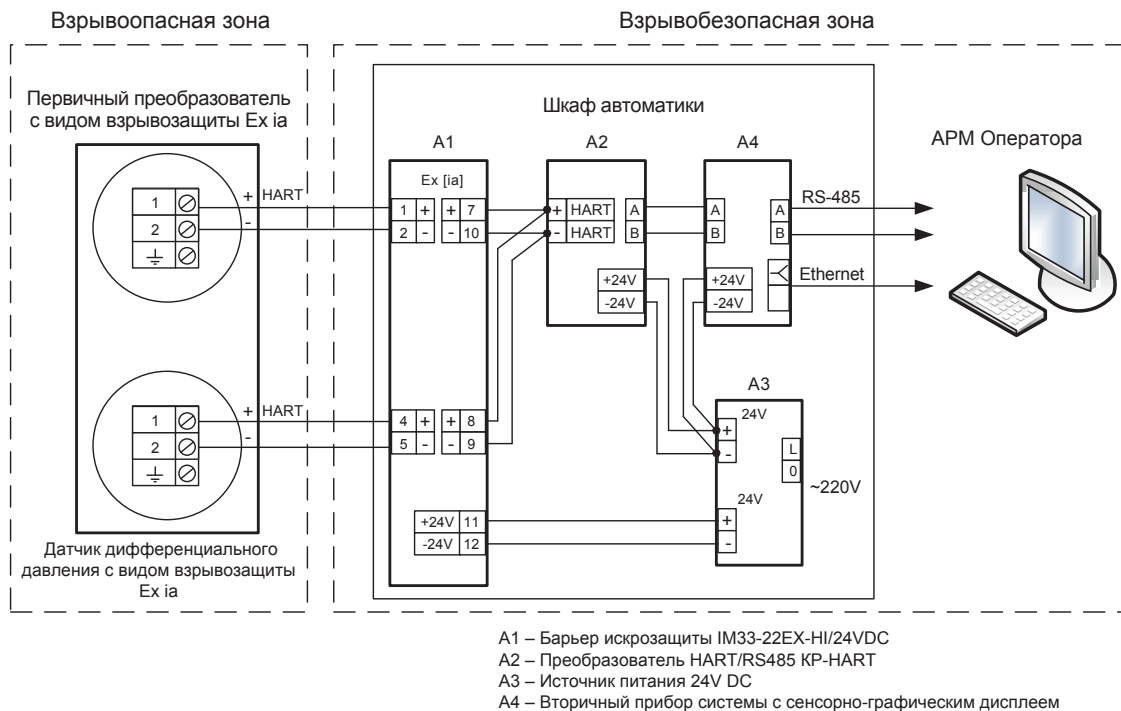 Взрывоопасная зона
Взрывобезопасная зона
Первичный преобразователь
с видом взрывозащиты Ex ia
Шкаф автоматики
АРМ Оператора
A1
A2
A4
Ex [ia]
1
2
+ HART
-
1 + + 7
2 - - 10
+ HART
- HART
A
B
A
B
A
B
RS-485
+24V
-24V
+24V
-24V
Ethernet
A3
24V
+
-
L
0
~220V
24V
+
-
1
2
+ HART
-
4 + + 8
5 - - 9
+24V 11
-24V 12
Датчик дифференциального
давления с видом взрывозащиты
Ex ia
A1 – Барьер искрозащиты IM33-22EX-HI/24VDC
A2 – Преобразователь HART/RS485 КР-HART
A3 – Источник питания 24V DC
A4 – Вторичный прибор системы с сенсорно-графическим дисплеем